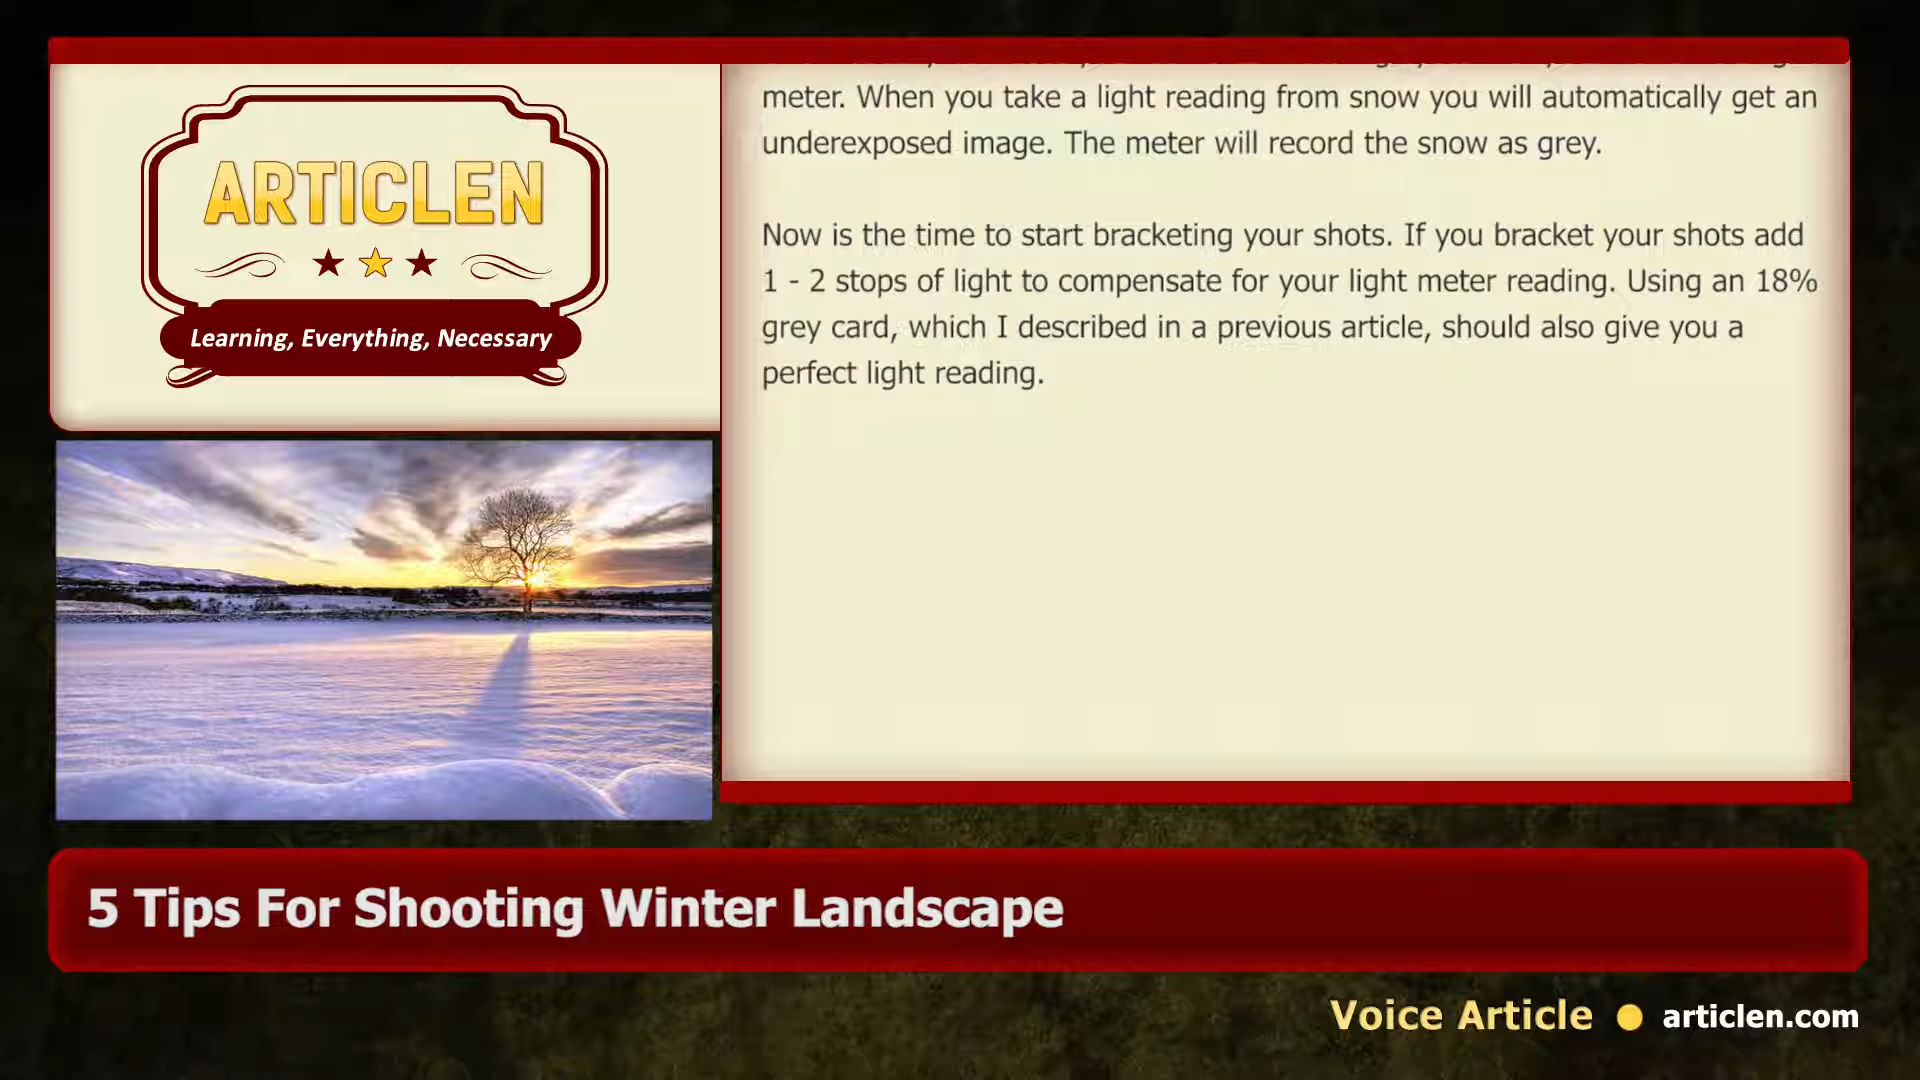 ARTICLEN
Learning, Everything, Necessary
meter. When you take a light reading from snow you will automatically get an
underexposed image. The meter will record the snow as grey.
Now is the time to start bracketing your shots. If you bracket your shots add
1 - 2 stops of light to compensate for your light meter reading. Using an 18%
grey card, which I described in a previous article, should also give you a
perfect light reading.
5 Tips For Shooting Winter Landscape
Voice Article articlen.com